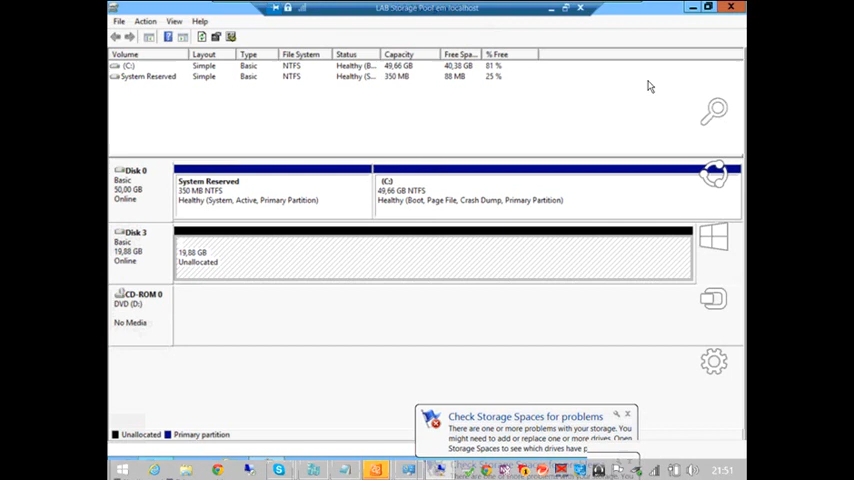 LAB Storage Pool em localhost
File Action View Help
Volume Layout Type File System Status Capacity Free Spa... % Free
(C:) Simple Basic NTFS Healthy (B... 49,66 GB 40,38 GB 81 %
System Reserved Simple Basic NTFS Healthy (S... 350 MB 88 MB 25 %
Disk 0
Basic
50,00 GB
Online
System Reserved
350 MB NTFS
Healthy (System, Active, Primary Partition)
(C:)
49,66 GB NTFS
Healthy (Boot, Page File, Crash Dump, Primary Partition)
Disk 3
Basic
19,88 GB
Online
19,88 GB
Unallocated
CD-ROM 0
DVD (D:)
No Media
Unallocated Primary partition
Check Storage Spaces for problems
There are one or more problems with your storage. You
might need to add or replace one or more drives. Open
Storage Spaces to see which drives have p
21:51